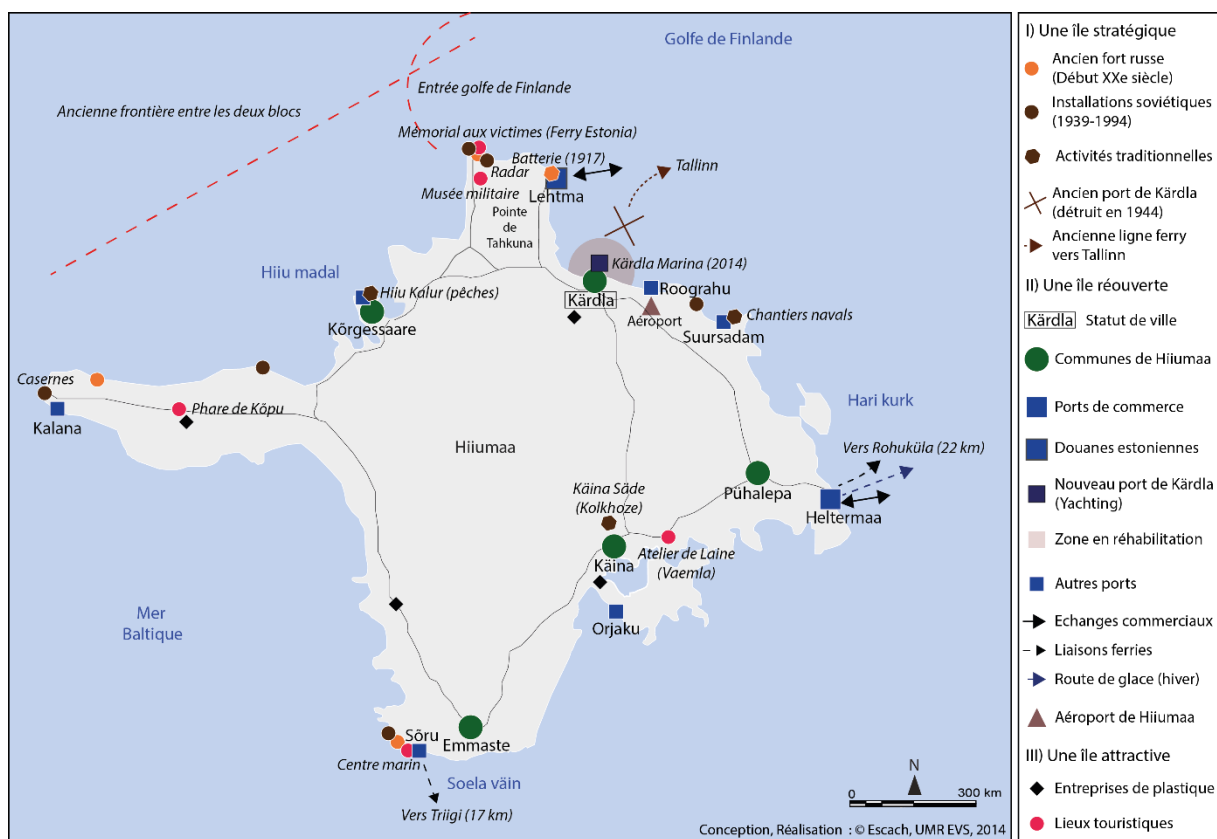 Golfe de Finlande
Entrée golfe de Finlande
Ancienne frontière entre les deux blocs
Mémorial aux victimes (Ferry Estonia)
Batterie (1917)
Tallinn
Radar
Lehtma
Musée militaire
Pointe
de
Tahkuna
Hiiu madal
Kärdla Marina (2014)
Hiiu Kalur (pêches)
Roograhu
Kärdla
Aéroport
Chantiers navals
Kõrgessaare
Suursadam
Casernes
Phare de Kõpu
Kalana
Hari kurk
Hiiumaa
Vers Rohuküla (22 km)
Käina Säde
(Kolkhoze)
Pühalepa
Heltermaa
Atelier de Laine
(Vaemla)
Käina
Mer
Baltique
Orjaku
Sõru
Emmaste
Centre marin
Soela väin
Vers Triigi (17 km)
N
0 300 km
Conception, Réalisation : © Escach, UMR EVS, 2014
I) Une île stratégique
Ancien fort russe
(Début XXe siècle)
Installations soviétiques
(1939-1994)
Activités traditionnelles
Ancien port de Kärdla
(détruit en 1944)
Ancienne ligne ferry
vers Tallinn
II) Une île réouverte
Kärdla Statut de ville
Communes de Hiiumaa
Ports de commerce
Douanes estoniennes
Nouveau port de Kärdla
(Yachting)
Zone en réhabilitation
Autres ports
Echanges commerciaux
Liaisons ferries
Route de glace (hiver)
Aéroport de Hiiumaa
III) Une île attractive
Entreprises de plastique
Lieux touristiques